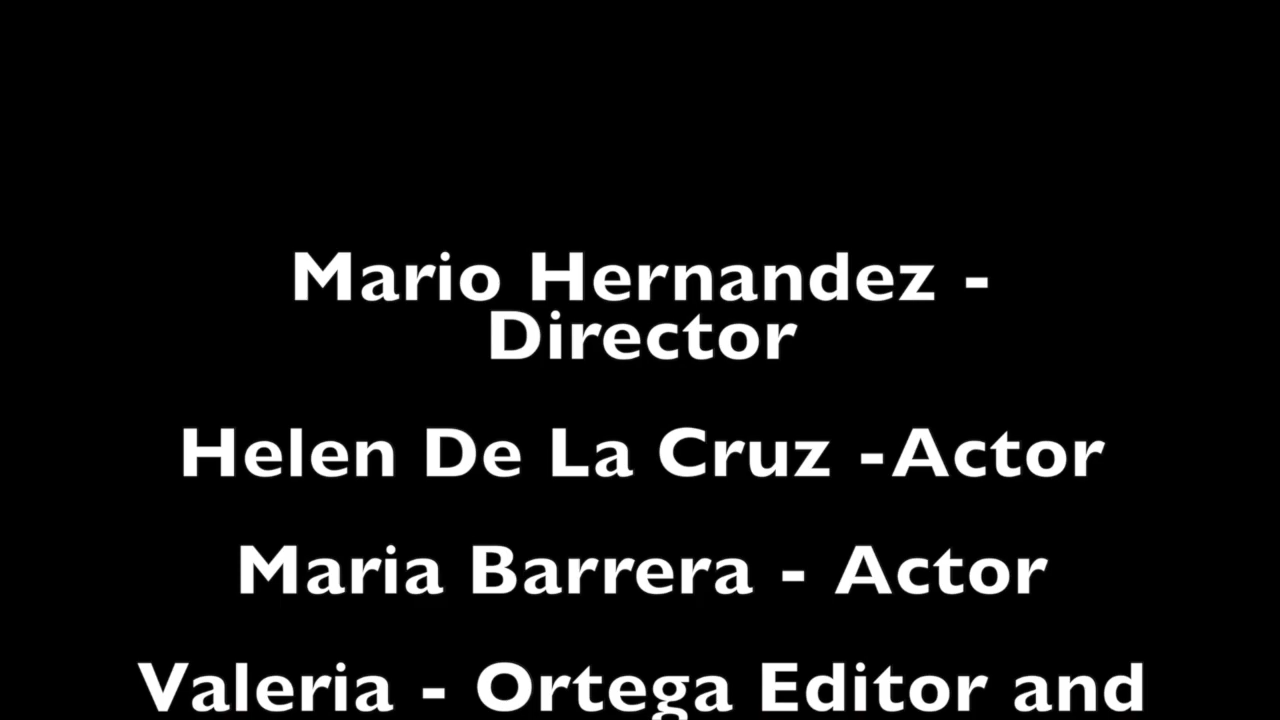 Mario Hernandez -
Director
Helen De La Cruz -Actor
Maria Barrera - Actor
Valeria - Ortega Editor and